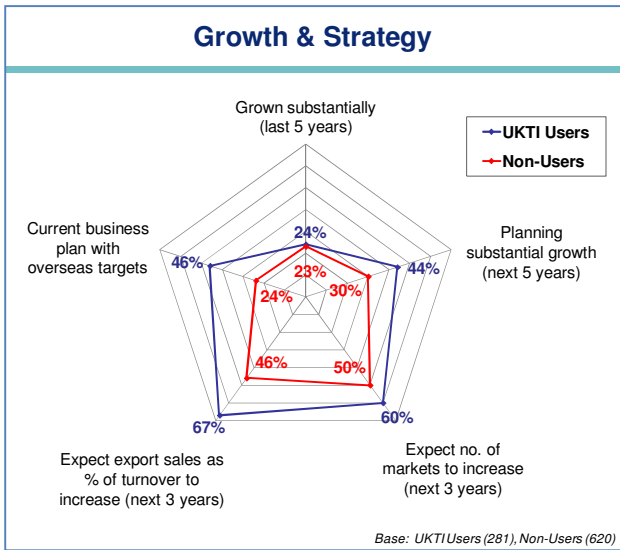 Growth & Strategy
Grown substantially
(last 5 years)
UKTI Users
Non-Users
Current business
plan with
overseas targets
Planning
substantial growth
(next 5 years)
24%
46%
44%
23%
24%
30%
46%
50%
67%
60%
Expect export sales as
% of turnover to
increase (next 3 years)
Expect no. of
markets to increase
(next 3 years)
Base: UKTI Users (281), Non-Users (620)